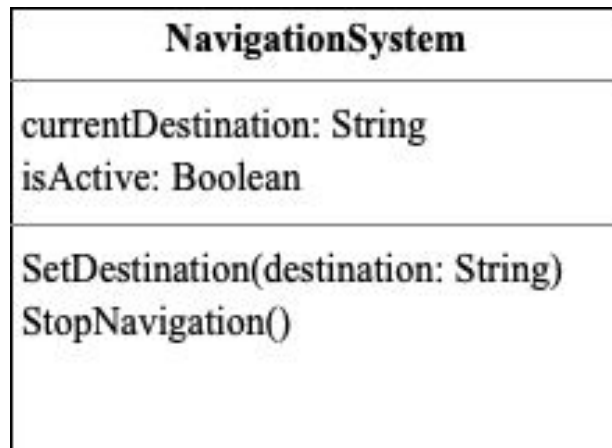 NavigationSystem
currentDestination: String
isActive: Boolean
SetDestination(destination: String)
StopNavigation()